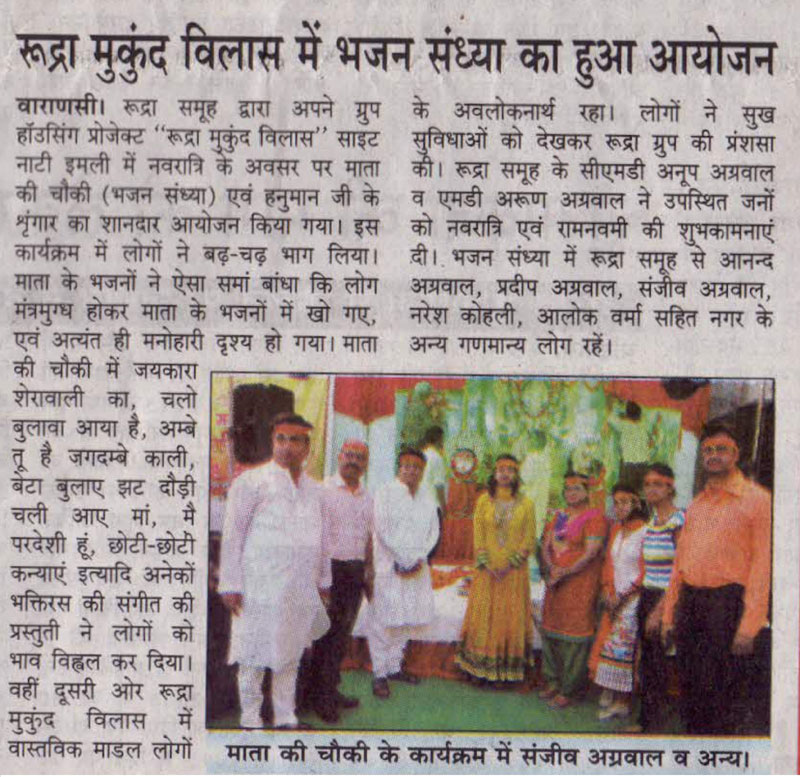 रूद्रा मुकुंद विलास में भजन संध्या का हुआ आयोजन
वाराणसी। रूद्रा समूह द्वारा अपने ग्रुप
हॉउसिंग प्रोजेक्ट “रूद्रा मुकुंद विलास” साइट
नाटी इमली में नवरात्रि के अवसर पर माता
की चौकी (भजन संध्या) एवं हनुमान जी के
शृंगार का शानदार आयोजन किया गया। इस
कार्यक्रम में लोगों ने बढ़-चढ़ भाग लिया।
माता के भजनों ने ऐसा समां बांधा कि लोग
मंत्रमुग्ध होकर माता के भजनों में खो गए,
एवं अत्यंत ही मनोहारी दृश्य हो गया। माता
की चौकी में जयकारा
शेरावाली का, चलो
बुलावा आया है, अम्बे
तू है जगदम्बे काली,
बेटा बुलाए झट दौड़ी
चली आए मां, मै
परदेशी हूं, छोटी-छोटी
कन्याएं इत्यादि अनेकों
भक्तिरस की संगीत की
प्रस्तुती ने लोगों को
भाव विह्वल कर दिया।
वहीं दूसरी ओर रूद्रा
मुकुंद विलास में
वास्तविक माडल लोगों
के अवलोकनार्थ रहा। लोगों ने सुख
सुविधाओं को देखकर रूद्रा ग्रुप की प्रंशसा
की। रूद्रा समूह के सीएमडी अनूप अग्रवाल
व एमडी अरूण अग्रवाल ने उपस्थित जनों
को नवरात्रि एवं रामनवमी की शुभकामनाएं
दी। भजन संध्या में रूद्रा समूह से आनन्द
अग्रवाल, प्रदीप अग्रवाल, संजीव अग्रवाल,
नरेश कोहली, आलोक वर्मा सहित नगर के
अन्य गणमान्य लोग रहें।
माता की चौकी के कार्यक्रम में संजीव अग्रवाल व अन्य।